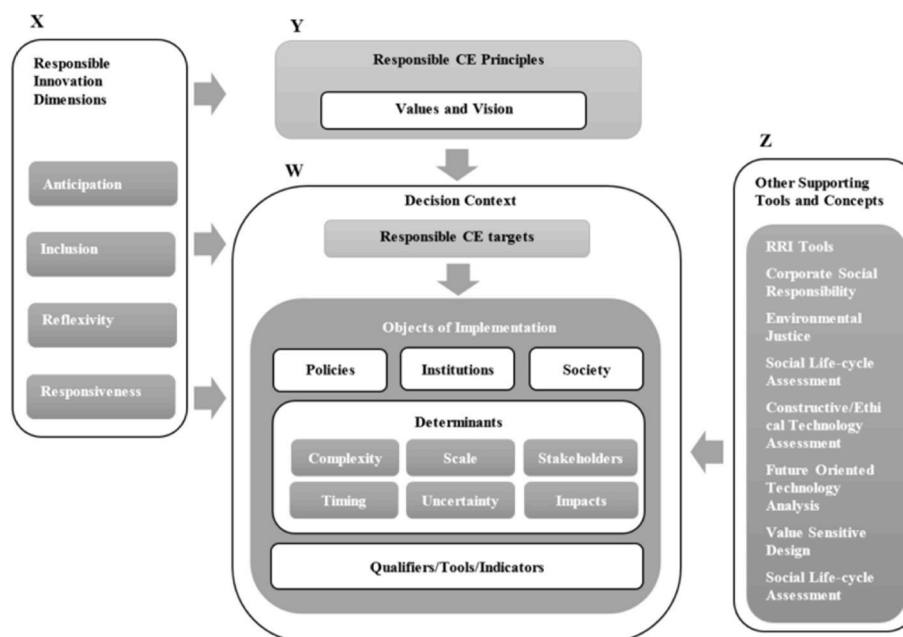 X
Responsible
Innovation
Dimensions
Anticipation
Inclusion
Reflexivity
Responsiveness
Y
Responsible CE Principles
Values and Vision
W
Decision Context
Responsible CE targets
Objects of Implementation
Policies
Institutions
Society
Determinants
Complexity
Scale
Stakeholders
Timing
Uncertainty
Impacts
Qualifiers/Tools/Indicators
Z
Other Supporting
Tools and Concepts
RRI Tools
Corporate Social
Responsibility
Environmental
Justice
Social Life-cycle
Assessment
Constructive/Ethi
cal Technology
Assessment
Future Oriented
Technology
Analysis
Value Sensitive
Design
Social Life-cycle
Assessment